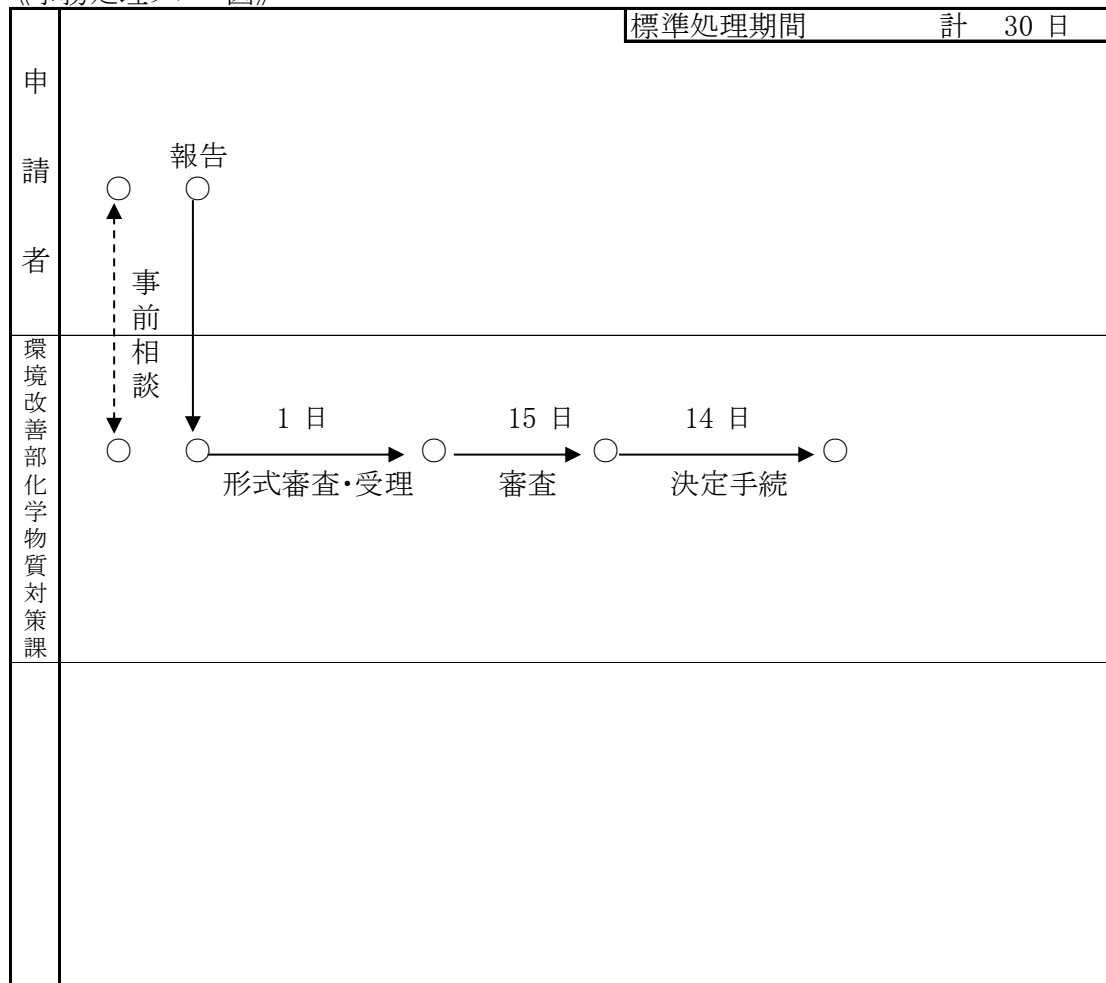 標準処理期間 計 30 日
申請者
報告
事前相談
環境改善部化学物質対策課
1 日
15 日
14 日
形式審査・受理
審査
決定手続